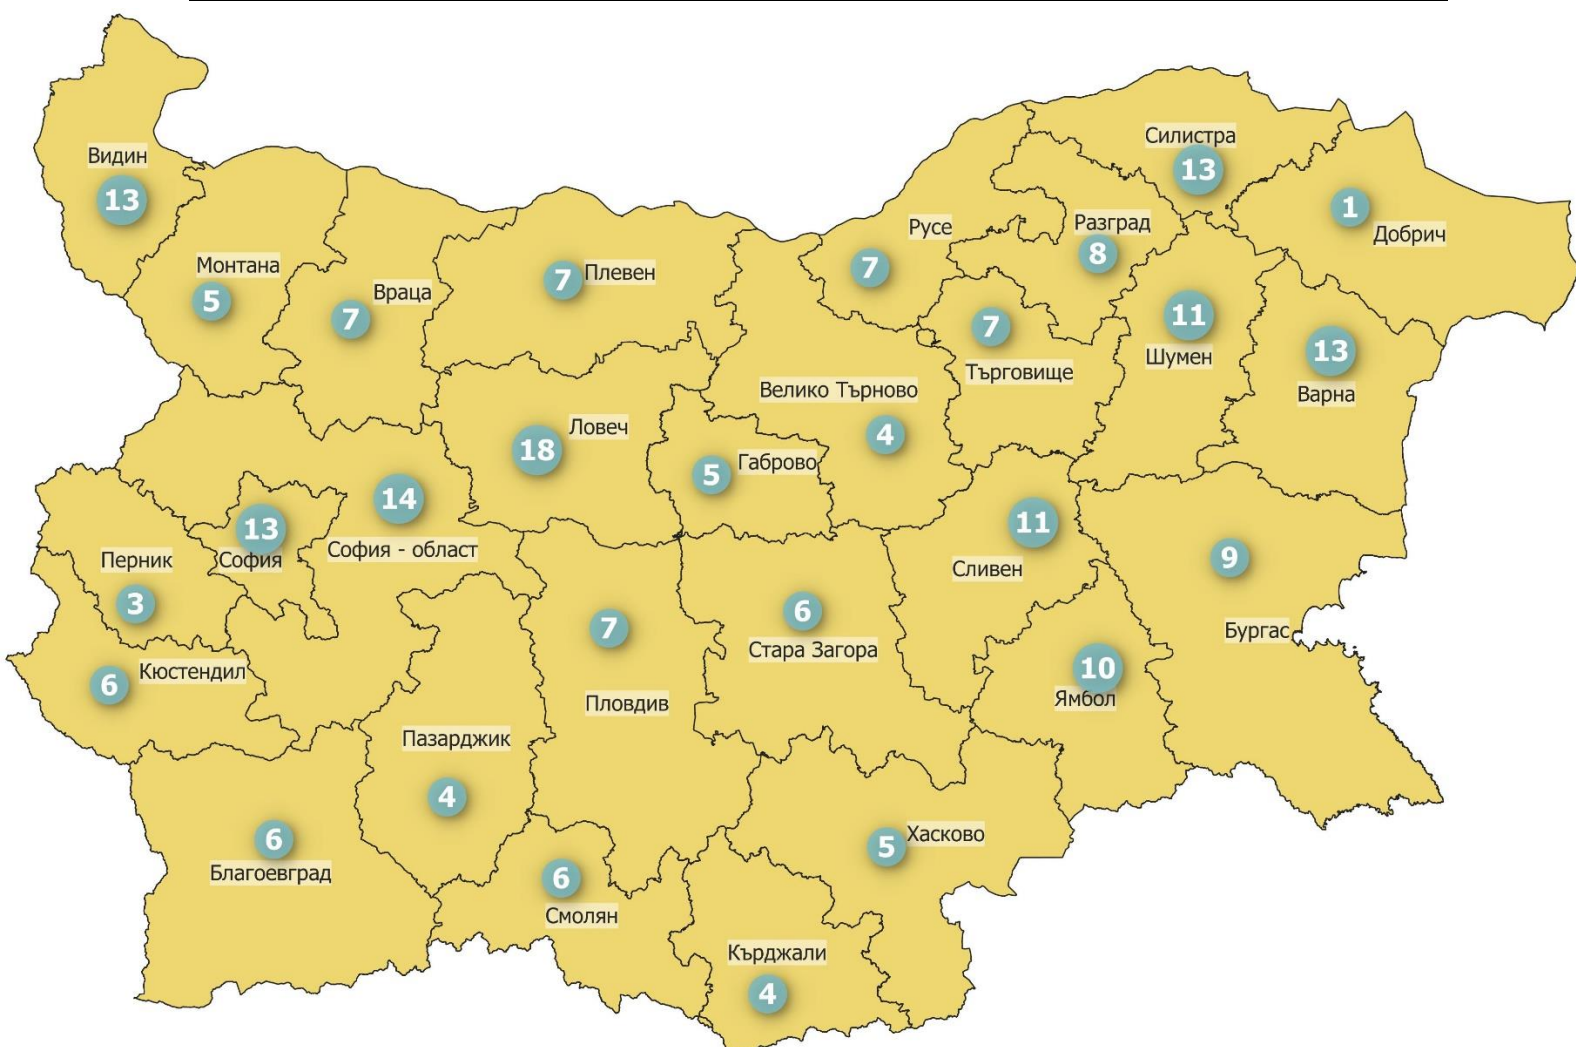 Видин
13
Монтана
5
Враца
7
7 Плевен
Русе
7
Силистра
13
Разград
8
1
Добрич
7
Търговище
11
Шумен
13
Варна
Велико Търново
4
Ловеч
18
5 Габрово
14
София - област
13
София
Перник
3
Кюстендил
6
11
Сливен
9
Бургас
6
Стара Загора
7
Пловдив
10
Ямбол
Пазарджик
4
6
Благоевград
6
Смолян
Хасково
5
Кърджали
4